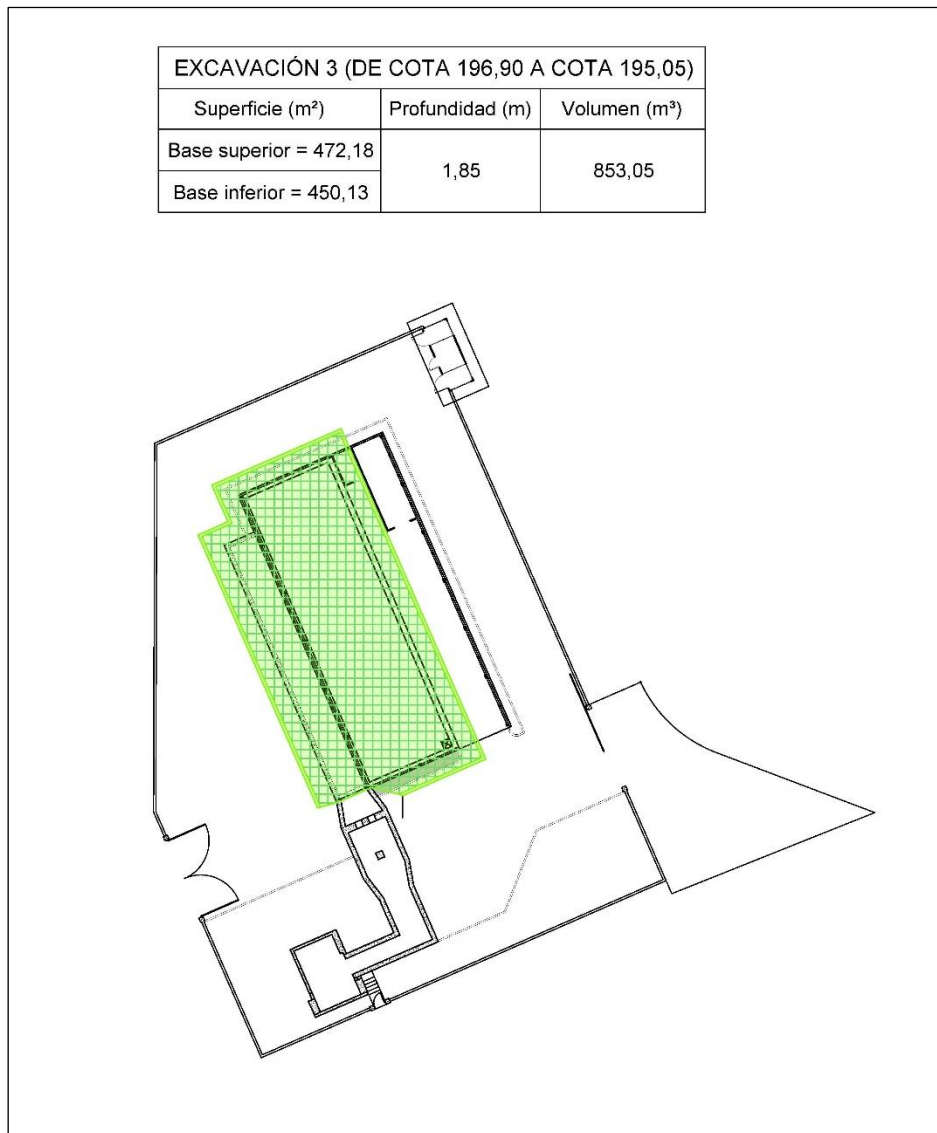 EXCAVACIÓN 3 (DE COTA 196,90 A COTA 195,05)
Superficie (m²) Profundidad (m) Volumen (m³)
Base superior = 472,18
1,85 853,05
Base inferior = 450,13